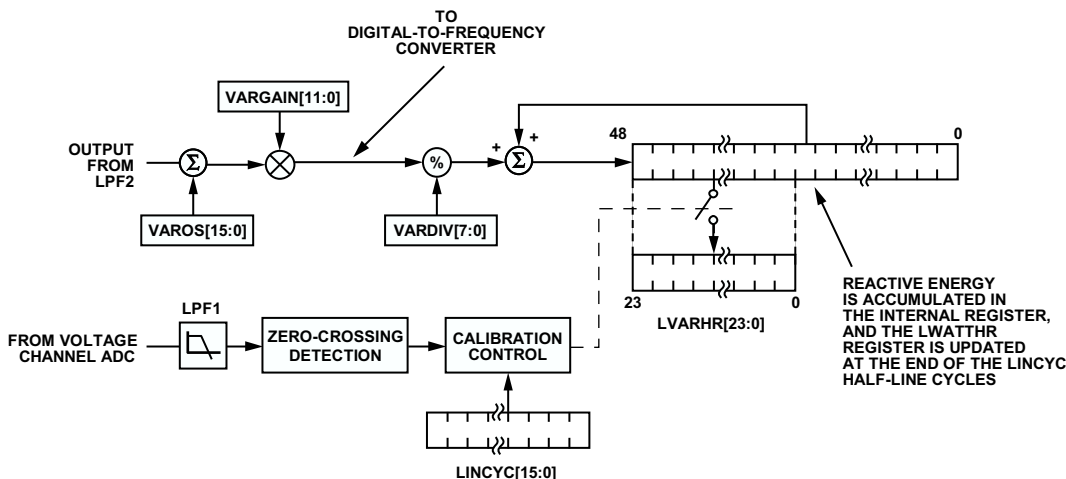 TO
DIGITAL-TO-FREQUENCY
CONVERTER
VARGAIN[11:0]
OUTPUT
FROM
LPF2
Σ
%
+
+
Σ
48
0
VAROS[15:0]
VARDIV[7:0]
23
0
LVARHR[23:0]
REACTIVE ENERGY
IS ACCUMULATED IN
THE INTERNAL REGISTER,
AND THE LWATTHR
REGISTER IS UPDATED
AT THE END OF THE LINCYC
HALF-LINE CYCLES
LPF1
FROM VOLTAGE
CHANNEL ADC
ZERO-CROSSING
DETECTION
CALIBRATION
CONTROL
LINCYC[15:0]